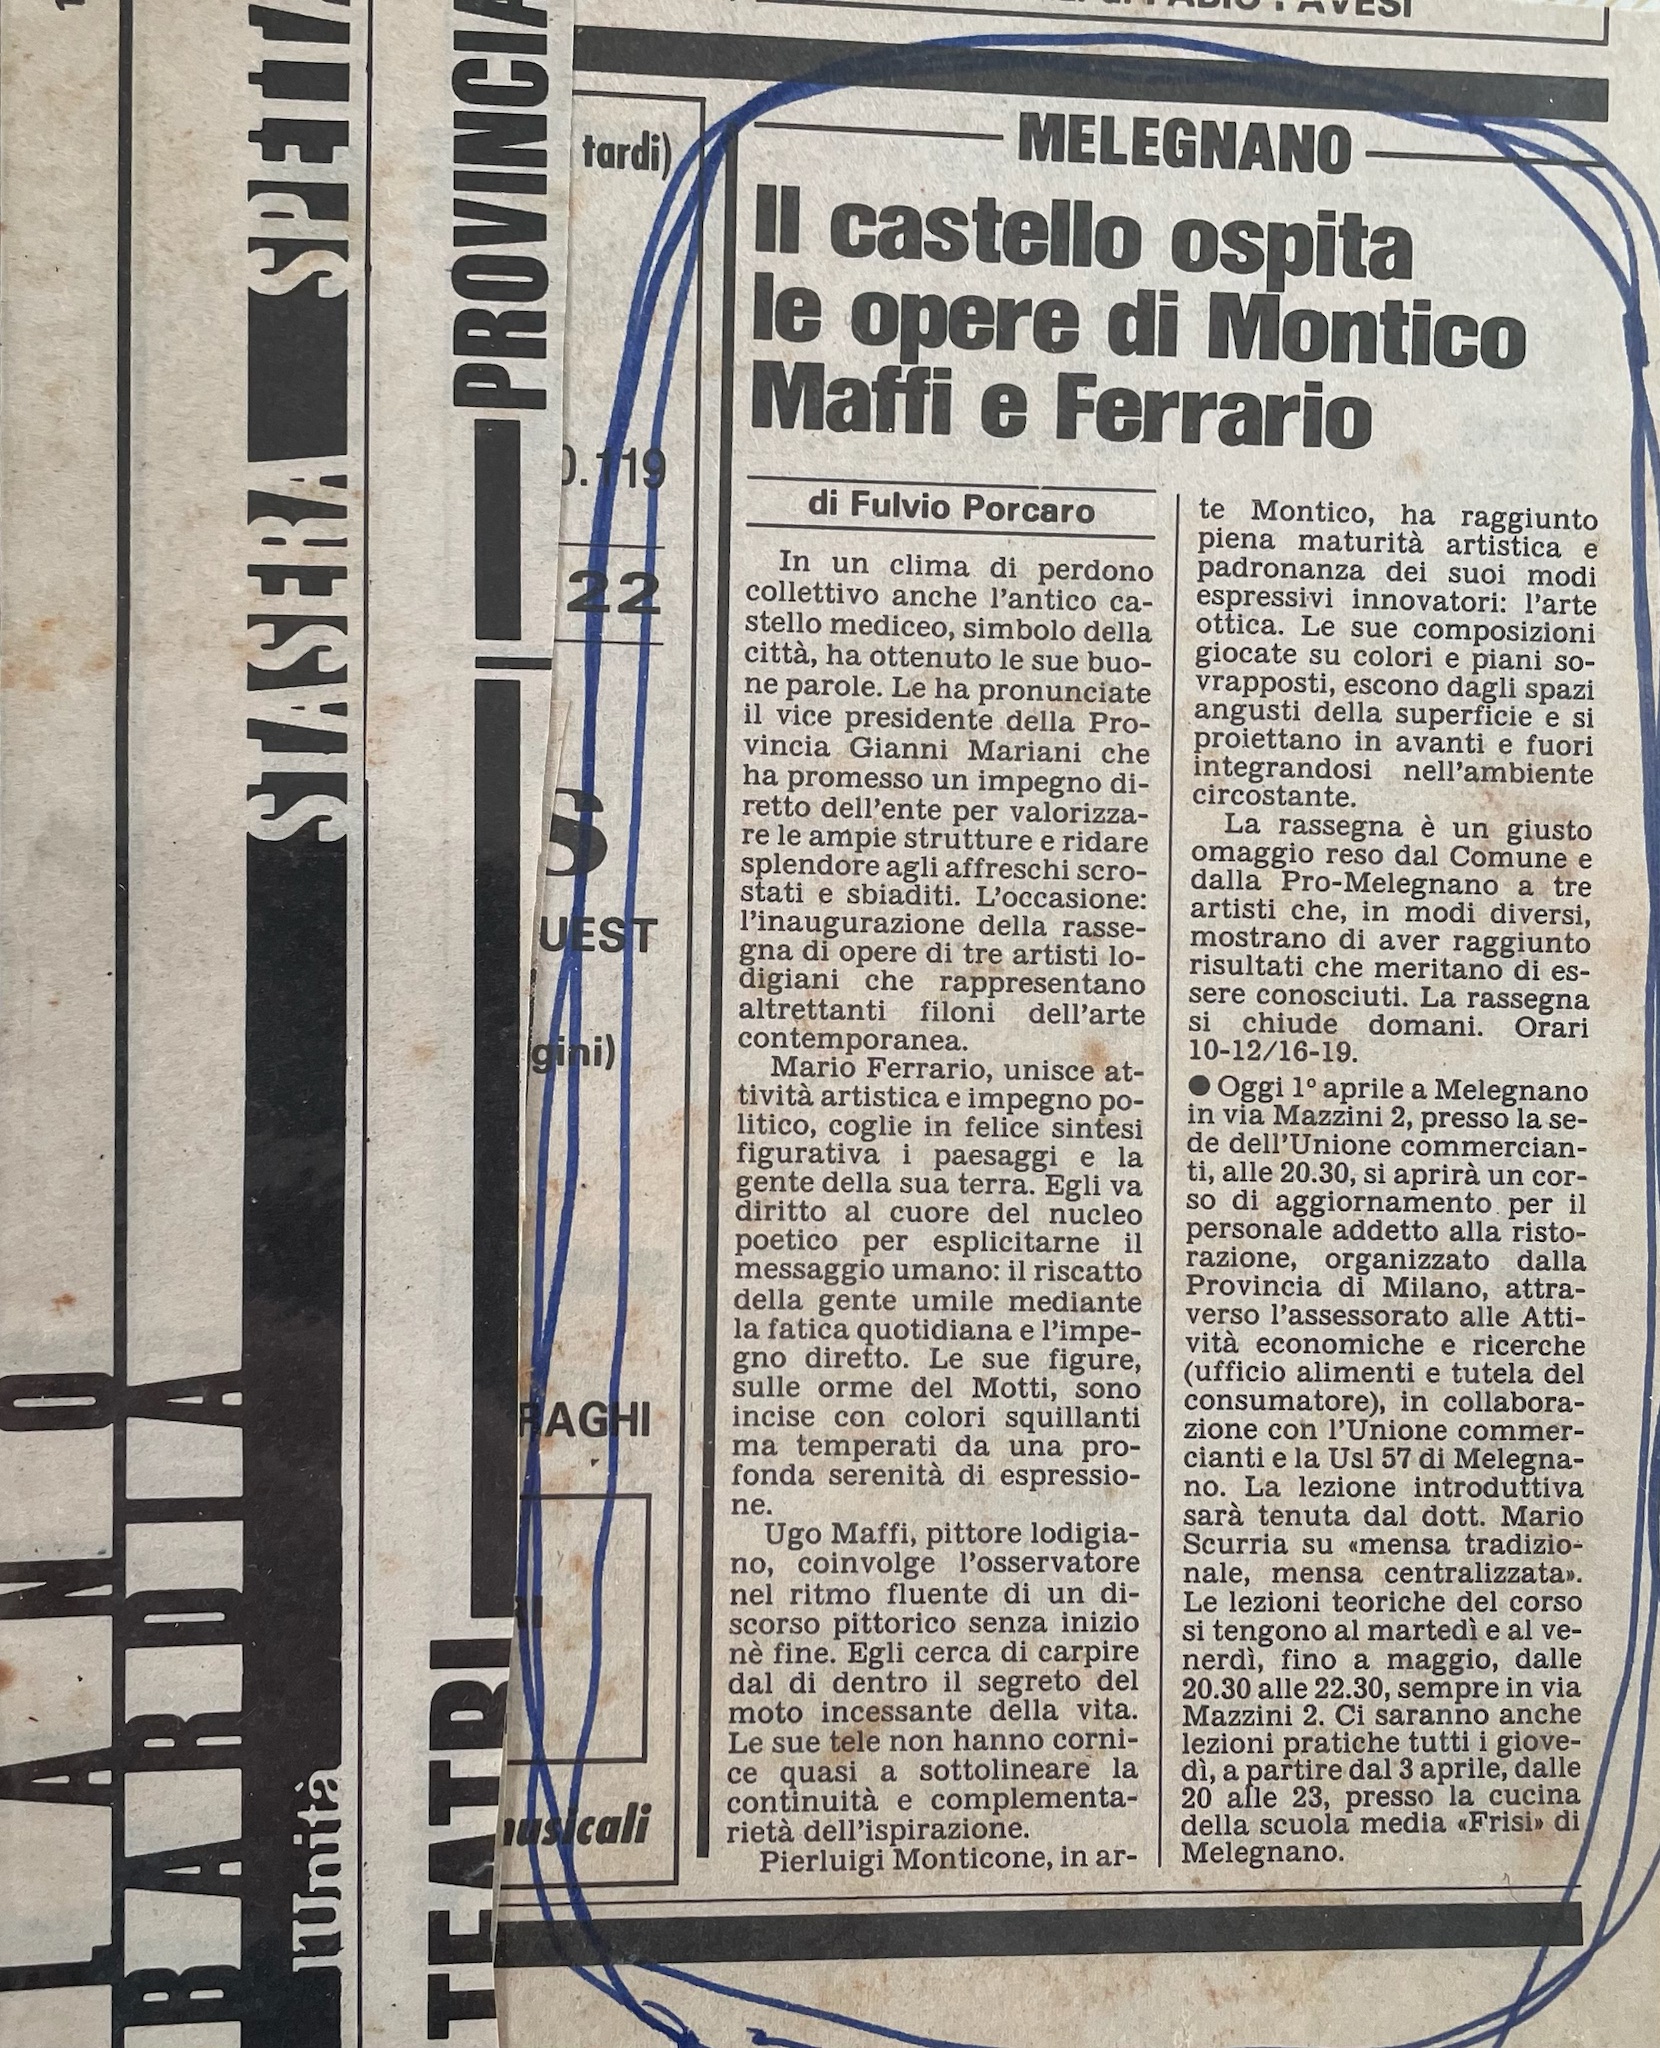 STASERA
PROVINCIA
TEATRI
l'Unità
tardi)
22
S
UEST
gini)
RAGHI
musicali
MELEGNANO
Il castello ospita
le opere di Montico
Maffi e Ferrario
di Fulvio Porcaro
In un clima di perdono
collettivo anche l'antico ca-
stello mediceo, simbolo della
città, ha ottenuto le sue buo-
ne parole. Le ha pronunciate
il vice presidente della Pro-
vincia Gianni Mariani che
ha promesso un impegno di-
retto dell'ente per valorizza-
re le ampie strutture e ridare
splendore agli affreschi scro-
stati e sbiaditi. L'occasione:
l'inaugurazione della rasse-
gna di opere di tre artisti lo-
digiani che rappresentano
altrettanti filoni dell'arte
contemporanea.
Mario Ferrario, unisce at-
tività artistica e impegno po-
litico, coglie in felice sintesi
figurativa i paesaggi e la
gente della sua terra. Egli va
diritto al cuore del nucleo
poetico per esplicitarne il
messaggio umano: il riscatto
della gente umile mediante
la fatica quotidiana e l'impe-
gno diretto. Le sue figure,
sulle orme del Motti, sono
incise con colori squillanti
ma temperati da una pro-
fonda serenità di espressio-
ne.
Ugo Maffi, pittore lodigia-
no, coinvolge l'osservatore
nel ritmo fluente di un di-
scorso pittorico senza inizio
nè fine. Egli cerca di carpire
dal di dentro il segreto del
moto incessante della vita.
Le sue tele non hanno corni-
ce quasi a sottolineare la
continuità e complementa-
rietà dell'ispirazione.
Pierluigi Monticone, in ar-
te Montico, ha raggiunto
piena maturità artistica e
padronanza dei suoi modi
espressivi innovatori: l'arte
ottica. Le sue composizioni
giocate su colori e piani so-
vrapposti, escono dagli spazi
angusti della superficie e si
proiettano in avanti e fuori
integrandosi nell'ambiente
circostante.
La rassegna è un giusto
omaggio reso dal Comune e
dalla Pro-Melegnano a tre
artisti che, in modi diversi,
mostrano di aver raggiunto
risultati che meritano di es-
sere conosciuti. La rassegna
si chiude domani. Orari
10-12/16-19.
● Oggi 1º aprile a Melegnano
in via Mazzini 2, presso la se-
de dell'Unione commercian-
ti, alle 20.30, si aprirà un cor-
so di aggiornamento per il
personale addetto alla risto-
razione, organizzato dalla
Provincia di Milano, attra-
verso l'assessorato alle Atti-
vità economiche e ricerche
(ufficio alimenti e tutela del
consumatore), in collabora-
zione con l'Unione commer-
cianti e la Usl 57 di Melegna-
no. La lezione introduttiva
sarà tenuta dal dott. Mario
Scurria su «mensa tradizio-
nale, mensa centralizzata».
Le lezioni teoriche del corso
si tengono al martedì e al ve-
nerdì, fino a maggio, dalle
20.30 alle 22.30, sempre in via
Mazzini 2. Ci saranno anche
lezioni pratiche tutti i giove-
dì, a partire dal 3 aprile, dalle
20 alle 23, presso la cucina
della scuola media «Frisi» di
Melegnano.